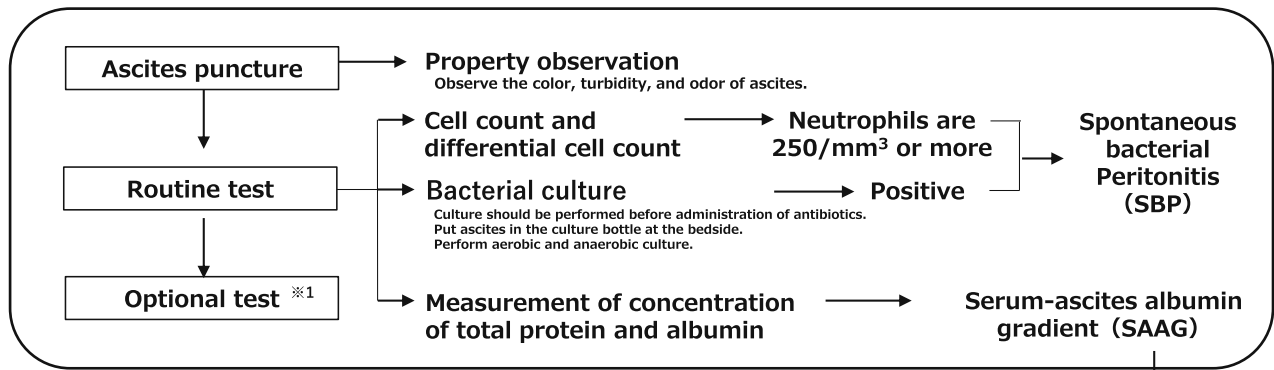 Ascites puncture
Property observation
Observe the color, turbidity, and odor of ascites.
Routine test
Cell count and
differential cell count
Neutrophils are
250/mm³ or more
Bacterial culture
Positive
Culture should be performed before administration of antibiotics.
Put ascites in the culture bottle at the bedside.
Perform aerobic and anaerobic culture.
Spontaneous
bacterial
Peritonitis
（SBP）
Optional test ※1
Measurement of concentration
of total protein and albumin
Serum-ascites albumin
gradient（SAAG）